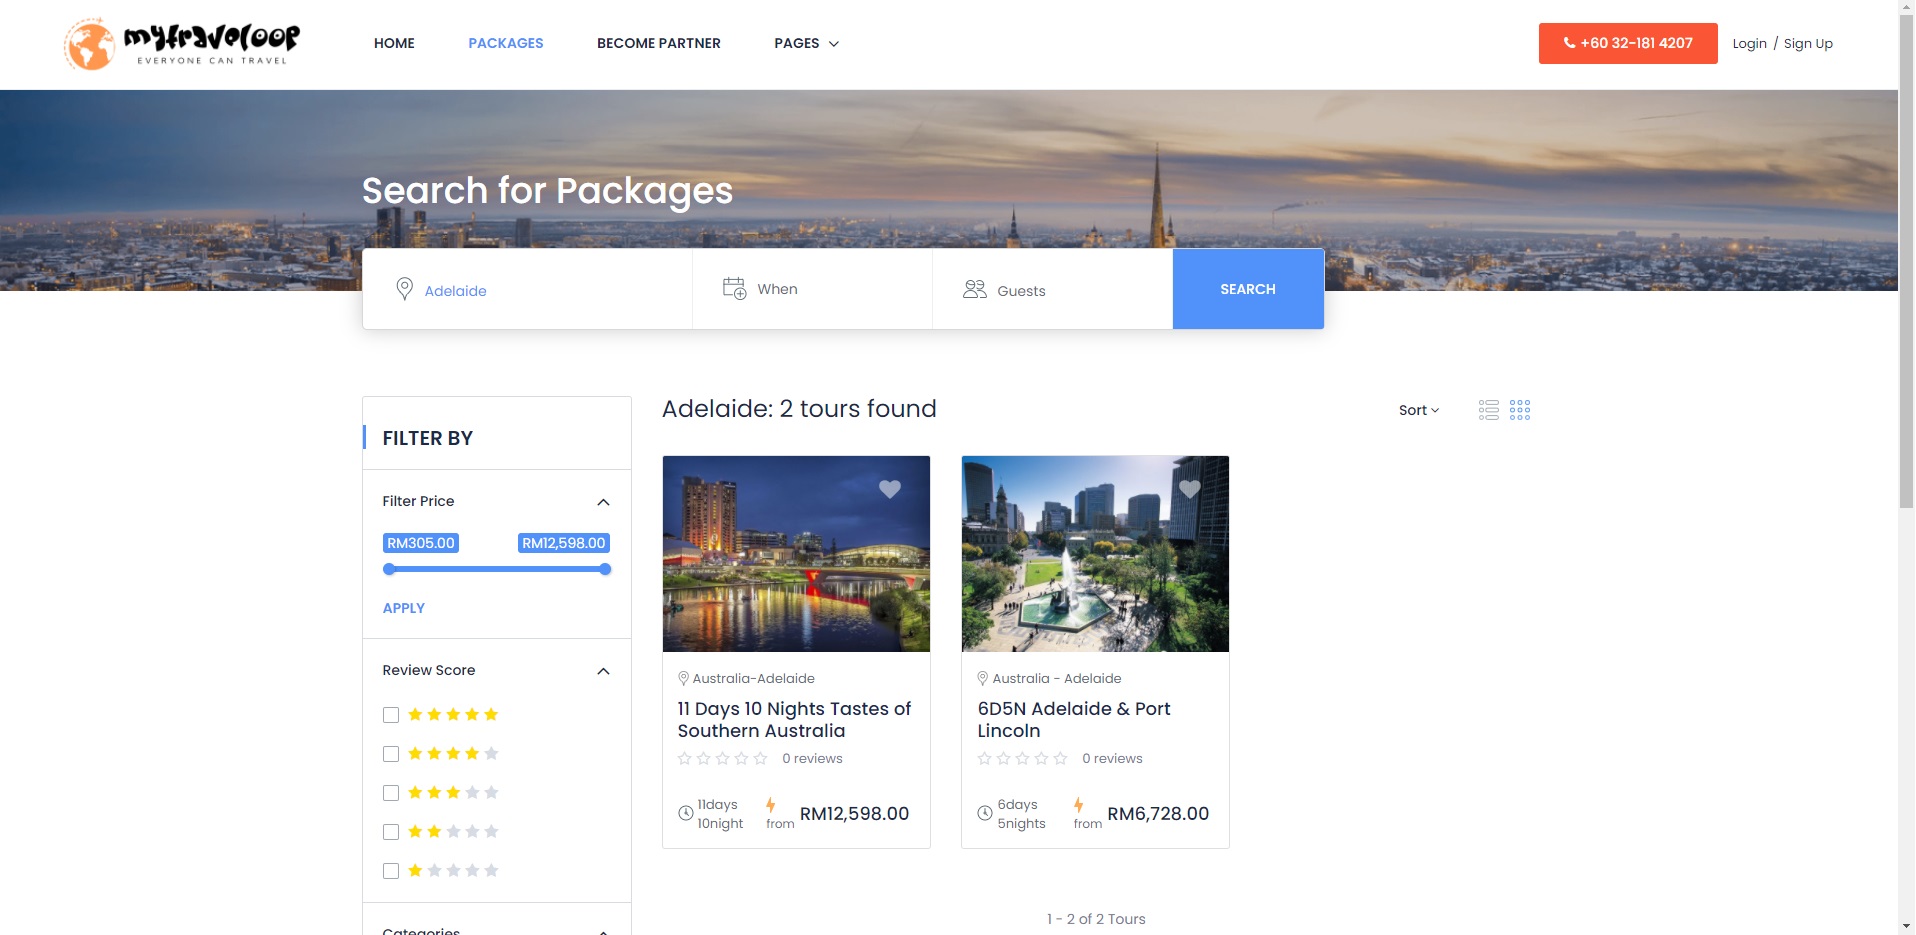 mytraveloop
EVERYONE CAN TRAVEL
HOME
PACKAGES
BECOME PARTNER
PAGES
+60 32-181 4207
Login / Sign Up
Search for Packages
Adelaide
When
Guests
SEARCH
FILTER BY
Filter Price
RM305.00
RM12,598.00
APPLY
Review Score
Categories
Adelaide: 2 tours found
Sort
Australia-Adelaide
11 Days 10 Nights Tastes of
Southern Australia
0 reviews
11days
10night
from
RM12,598.00
Australia - Adelaide
6D5N Adelaide & Port
Lincoln
0 reviews
6days
5nights
from
RM6,728.00
1 - 2 of 2 Tours